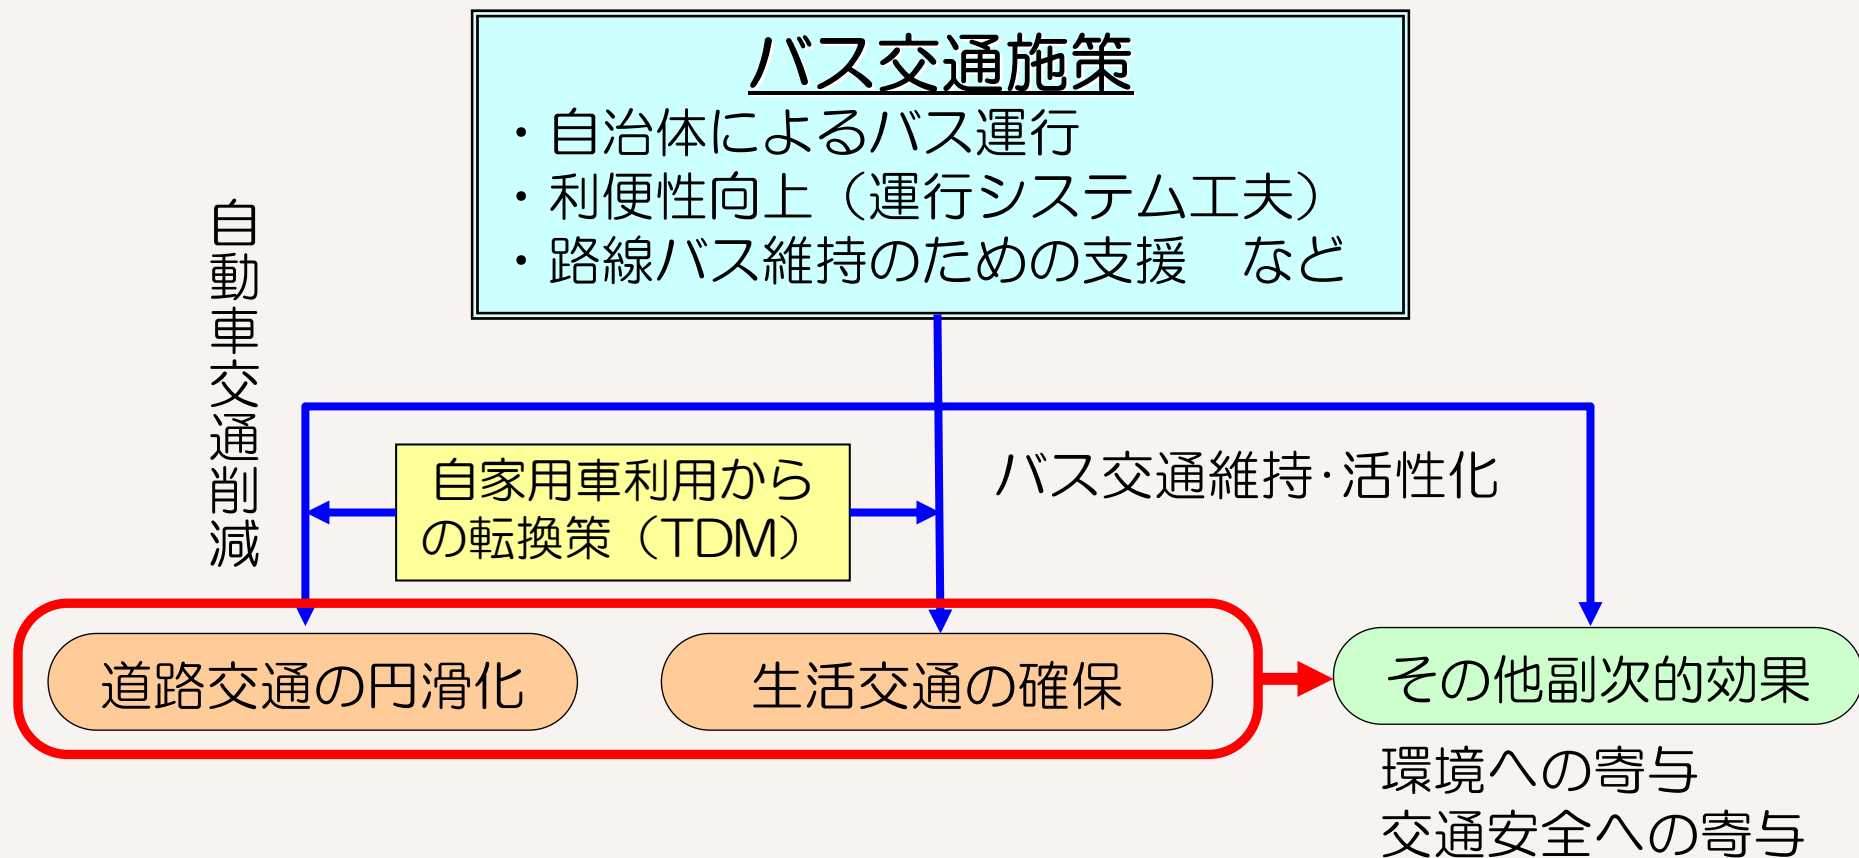 バス交通施策
・自治体によるバス運行
・利便性向上（運行システム工夫）
・路線バス維持のための支援　など
自動車交通削減
自家用車利用から
の転換策（TDM）
バス交通維持・活性化
道路交通の円滑化
生活交通の確保
その他副次的効果
環境への寄与
交通安全への寄与